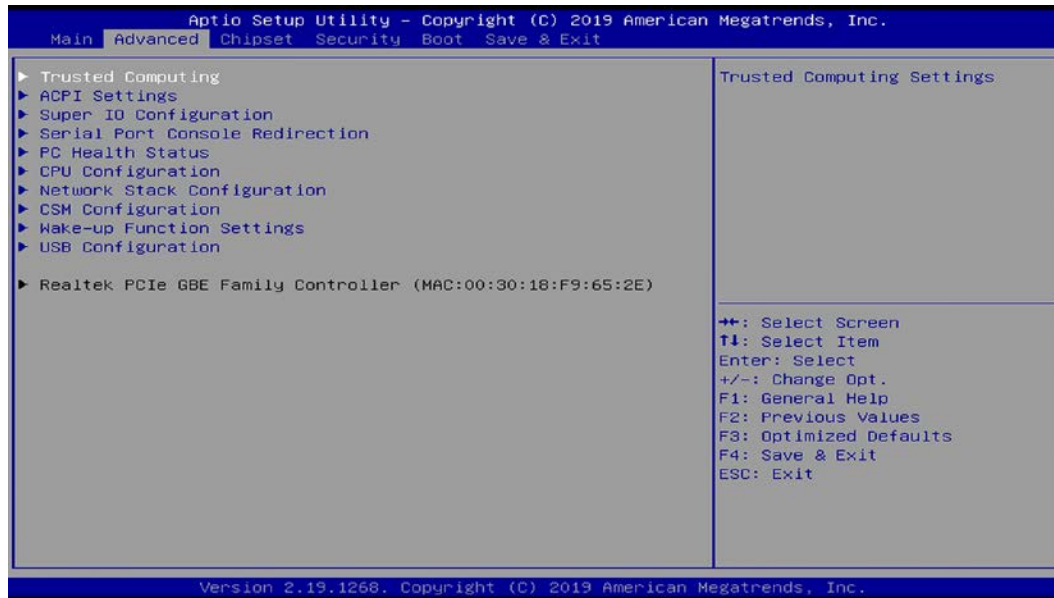 Aptio Setup Utility – Copyright (C) 2019 American Megatrends, Inc.
Main Advanced Chipset Security Boot Save & Exit
▶ Trusted Computing
▶ ACPI Settings
▶ Super IO Configuration
▶ Serial Port Console Redirection
▶ PC Health Status
▶ CPU Configuration
▶ Network Stack Configuration
▶ CSM Configuration
▶ Wake-up Function Settings
▶ USB Configuration
▶ Realtek PCIe GBE Family Controller (MAC:00:30:18:F9:65:2E)
Trusted Computing Settings
→←: Select Screen
↑↓: Select Item
Enter: Select
+/-: Change Opt.
F1: General Help
F2: Previous Values
F3: Optimized Defaults
F4: Save & Exit
ESC: Exit
Version 2.19.1268. Copyright (C) 2019 American Megatrends, Inc.